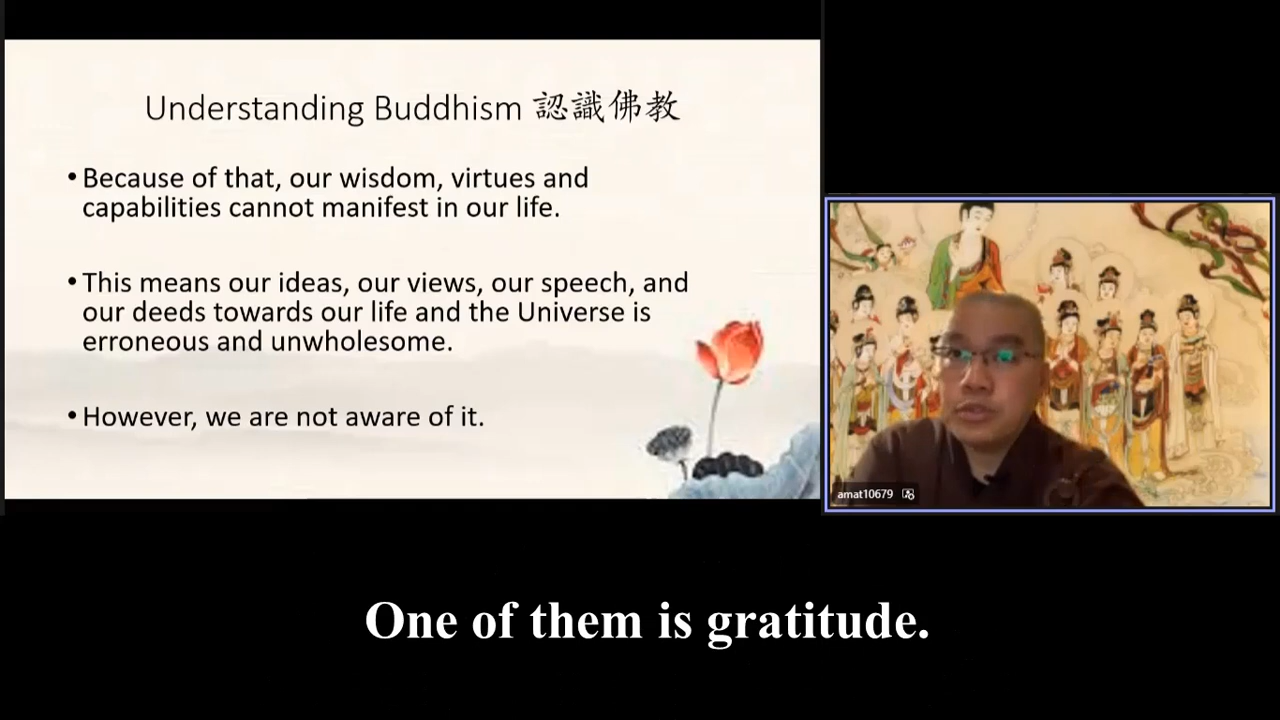 Understanding Buddhism 認識佛教
• Because of that, our wisdom, virtues and
capabilities cannot manifest in our life.
• This means our ideas, our views, our speech, and
our deeds towards our life and the Universe is
erroneous and unwholesome.
• However, we are not aware of it.
amat10679
One of them is gratitude.